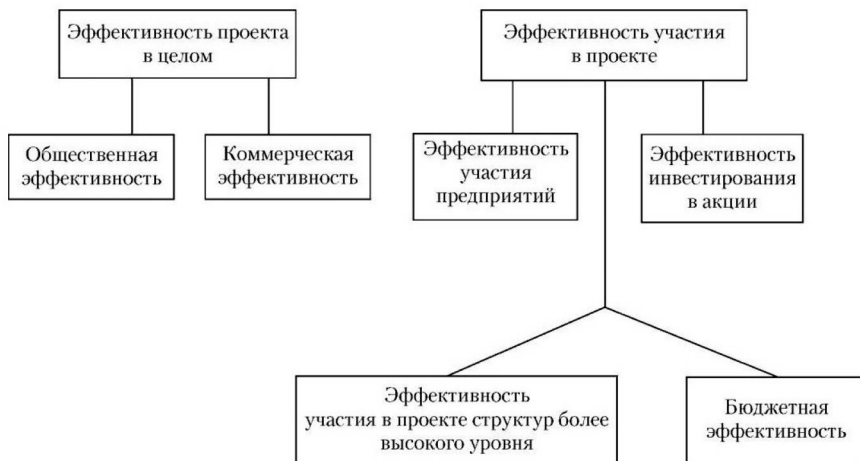 Эффективность проекта
в целом
Эффективность участия
в проекте
Общественная
эффективность
Коммерческая
эффективность
Эффективность
участия
предприятий
Эффективность
инвестирования
в акции
Эффективность
участия в проекте структур более
высокого уровня
Бюджетная
эффективность